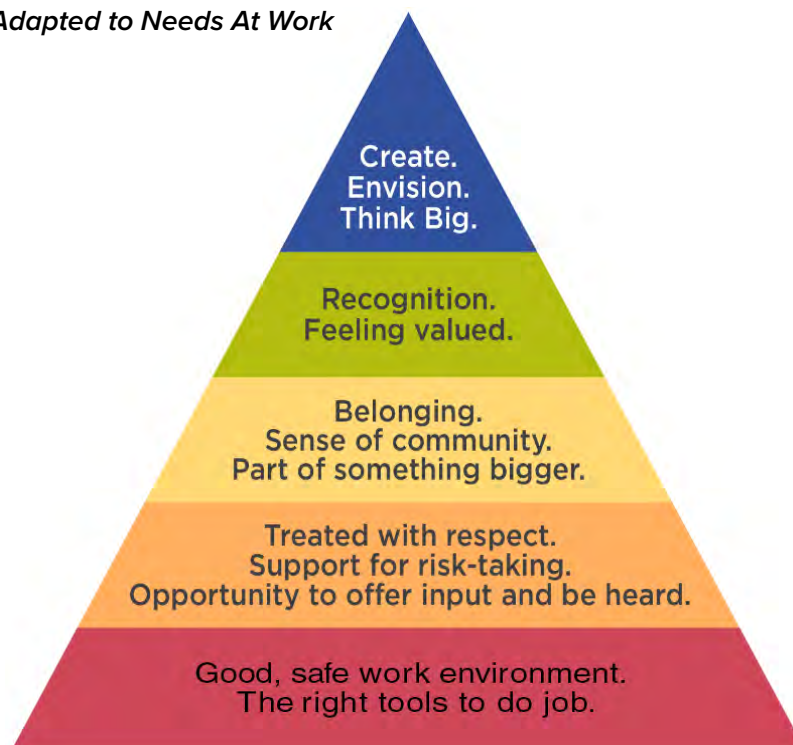 Adapted to Needs At Work
Create.
Envision.
Think Big.
Recognition.
Feeling valued.
Belonging.
Sense of community.
Part of something bigger.
Treated with respect.
Support for risk-taking.
Opportunity to offer input and be heard.
Good, safe work environment.
The right tools to do job.